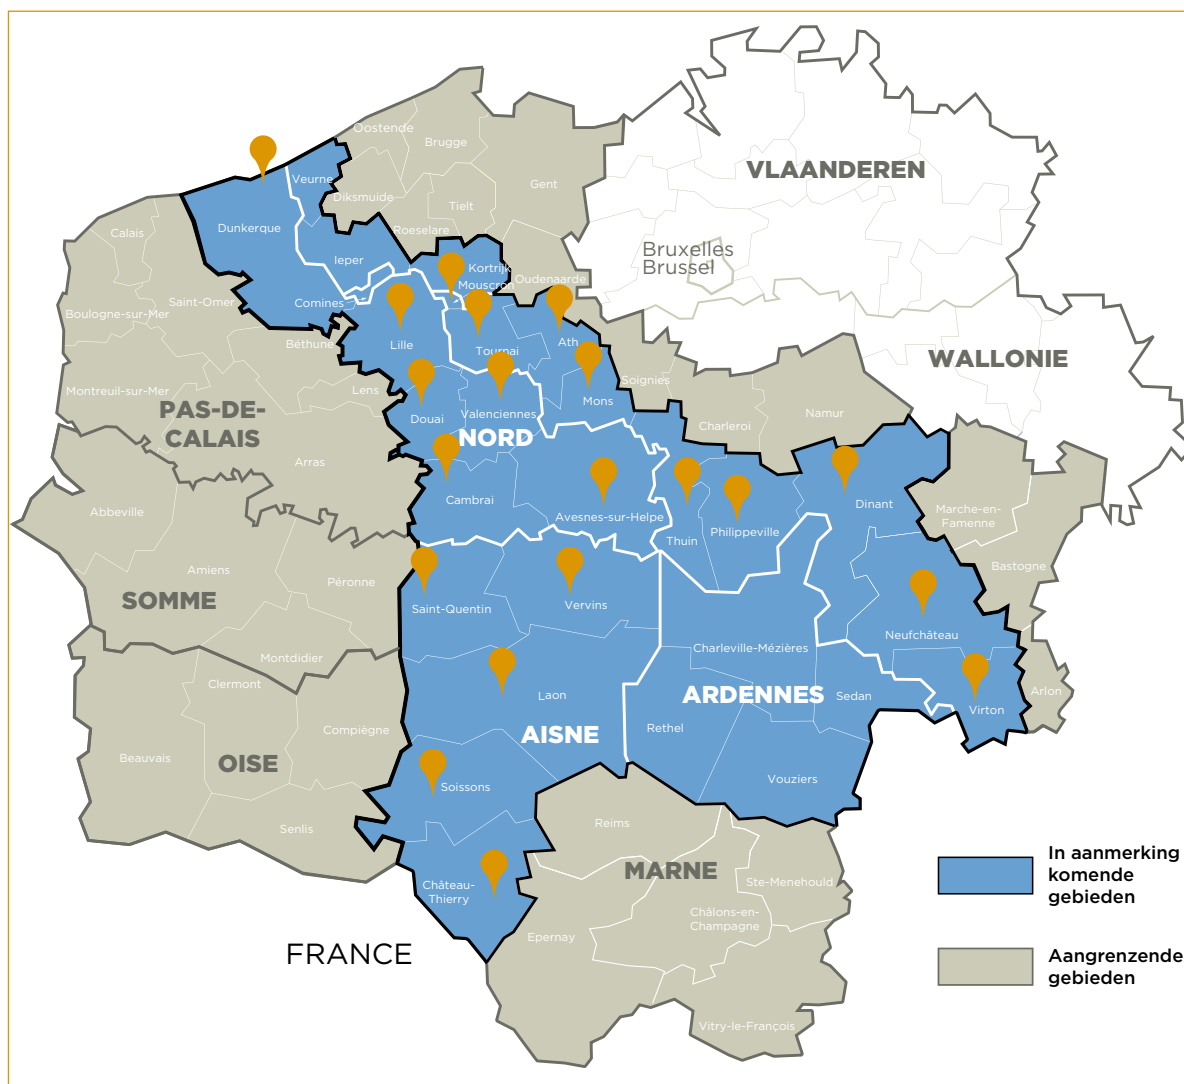 Oostende
Brugge
VLAANDEREN
Veurne
Diksmuide
Gent
Tielt
Dunkerque
Calais
Roeselare
Ieper
Bruxelles
Brussel
Kortrijk
Mouscron
Oudenaarde
Saint-Omer
Comines
Boulogne-sur-Mer
Béthune
Lille
Tournai
Ath
WALLONIE
Montreuil-sur-Mer
Lens
Soignies
Mons
PAS-DE-
CALAIS
Douai
Valenciennes
Charleroi
Namur
NORD
Arras
Cambrai
Avesnes-sur-Helpe
Thuin
Philippeville
Dinant
Abbeville
Marche-en-
Famenne
Bastogne
Amiens
Péronne
SOMME
Saint-Quentin
Vervins
Neufchâteau
Montdidier
Charleville-Mézières
Clermont
Laon
ARDENNES
Sedan
Virton
Arlon
Compiègne
AISNE
Rethel
Beauvais
OISE
Soissons
Vouziers
Senlis
Reims
MARNE
Château-
Thierry
Ste-Menehould
Châlons-en-
Champagne
Epernay
FRANCE
Vitry-le-François
In aanmerking
komende
gebieden
Aangrenzende
gebieden